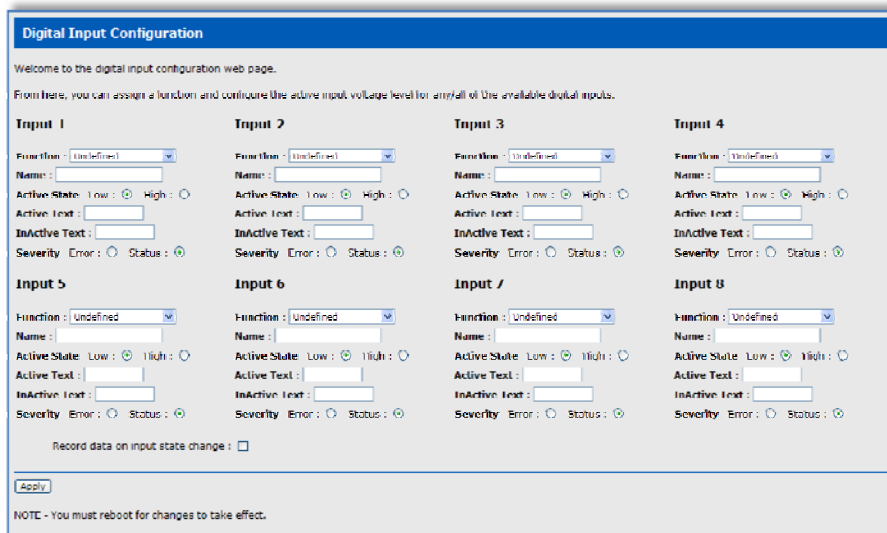 Digital Input Configuration
Welcome to the digital input configuration web page.
From here, you can assign a function and configure the active input voltage level for any/all of the available digital inputs.
Input 1 Input 2 Input 3 Input 4
Function : Undefined Function : Undefined Function : Undefined Function : Undefined
Name : Name : Name : Name :
Active State Low : High : Active State Low : High : Active State Low : High : Active State Low : High :
Active Text : Active Text : Active Text : Active Text :
InActive Text : InActive Text : InActive Text : InActive Text :
Severity Error : Status : Severity Error : Status : Severity Error : Status : Severity Error : Status :
Input 5 Input 6 Input 7 Input 8
Function : Undefined Function : Undefined Function : Undefined Function : Undefined
Name : Name : Name : Name :
Active State Low : High : Active State Low : High : Active State Low : High : Active State Low : High :
Active Text : Active Text : Active Text : Active Text :
InActive Text : InActive Text : InActive Text : InActive Text :
Severity Error : Status : Severity Error : Status : Severity Error : Status : Severity Error : Status :
Record data on input state change :
Apply
NOTE - You must reboot for changes to take effect.